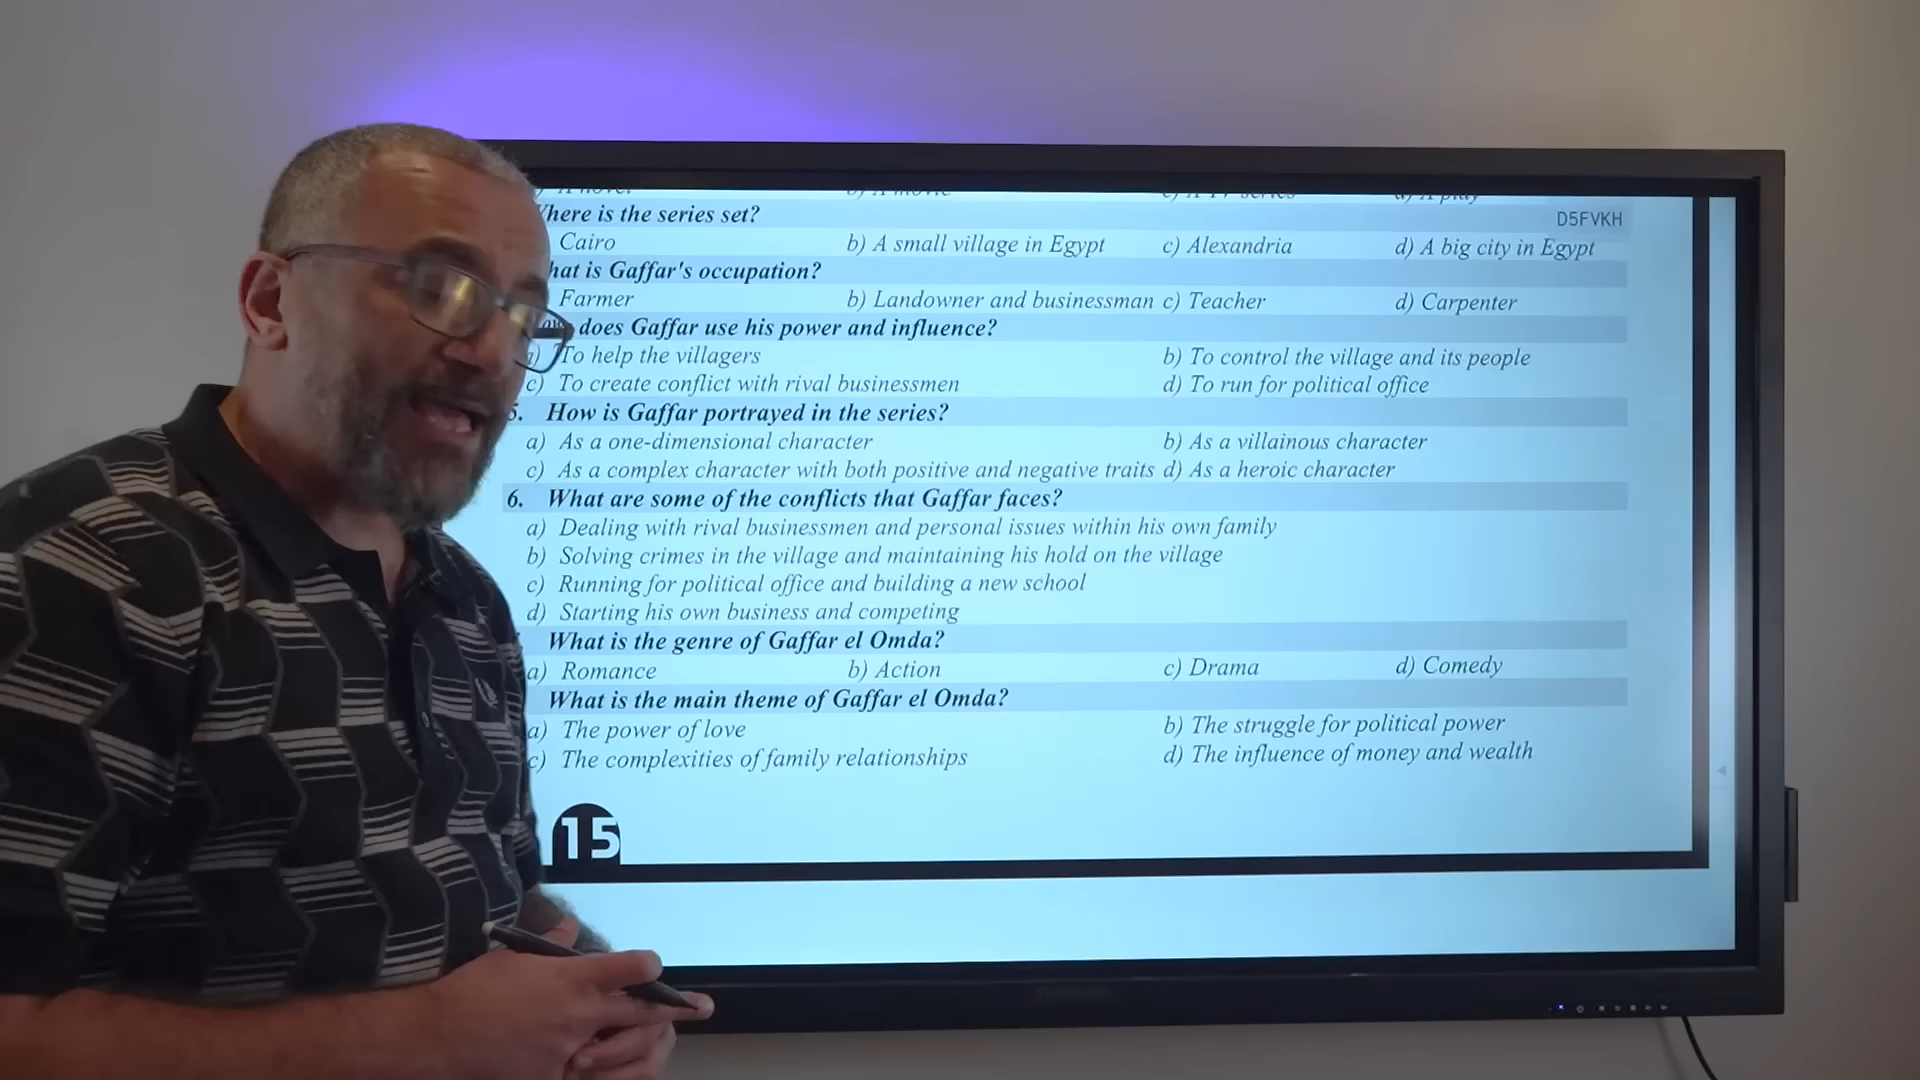 a) A novel b) A movie c) A TV series d) A play
here is the series set?
D5FVKH
Cairo b) A small village in Egypt c) Alexandria d) A big city in Egypt
hat is Gaffar's occupation?
Farmer b) Landowner and businessman c) Teacher d) Carpenter
does Gaffar use his power and influence?
a) To help the villagers b) To control the village and its people
c) To create conflict with rival businessmen d) To run for political office
5. How is Gaffar portrayed in the series?
a) As a one-dimensional character b) As a villainous character
c) As a complex character with both positive and negative traits d) As a heroic character
6. What are some of the conflicts that Gaffar faces?
a) Dealing with rival businessmen and personal issues within his own family
b) Solving crimes in the village and maintaining his hold on the village
c) Running for political office and building a new school
d) Starting his own business and competing
What is the genre of Gaffar el Omda?
a) Romance b) Action c) Drama d) Comedy
What is the main theme of Gaffar el Omda?
a) The power of love b) The struggle for political power
c) The complexities of family relationships d) The influence of money and wealth
15